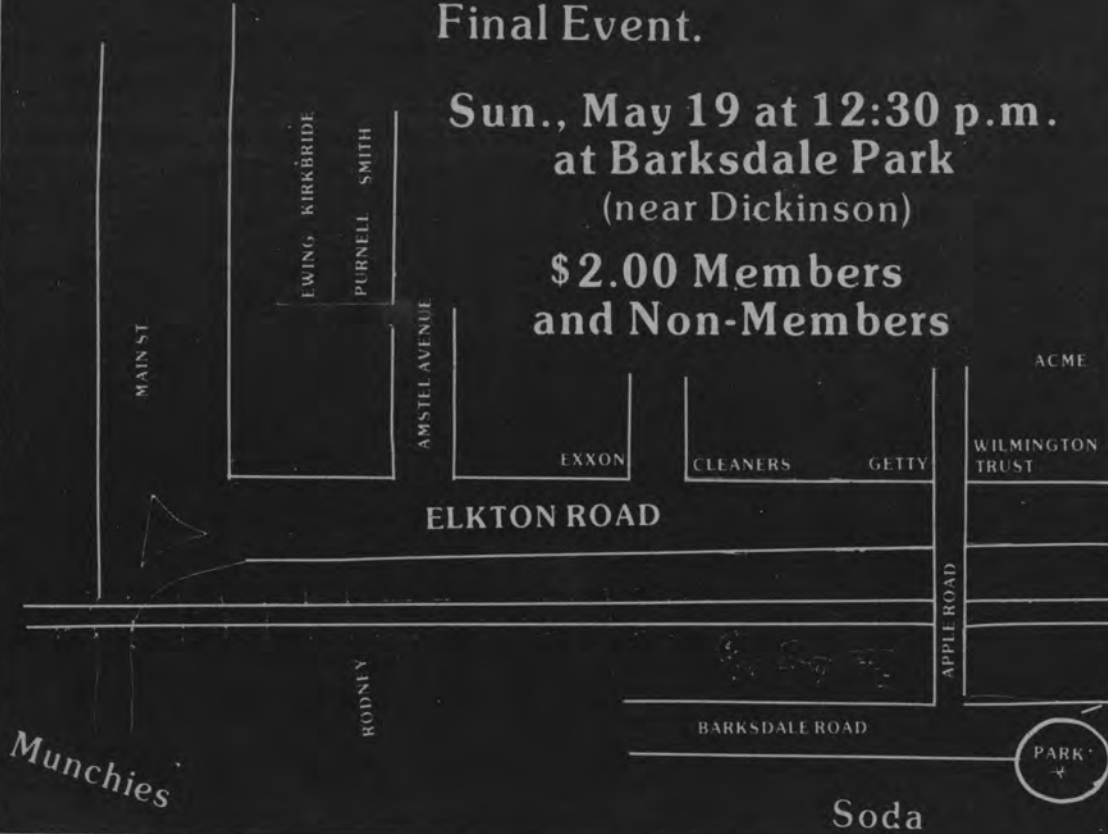 Final Event.
Sun., May 19 at 12:30 p.m.
at Barksdale Park
(near Dickinson)
$2.00 Members
and Non-Members
EWING KIRKBRIDE
PURNELL SMITH
MAIN ST
AMSTEL AVENUE
ACME
EXXON
CLEANERS
GETTY
WILMINGTON
TRUST
ELKTON ROAD
APPLE ROAD
RODNEY
BARKSDALE ROAD
PARK
Munchies
Soda